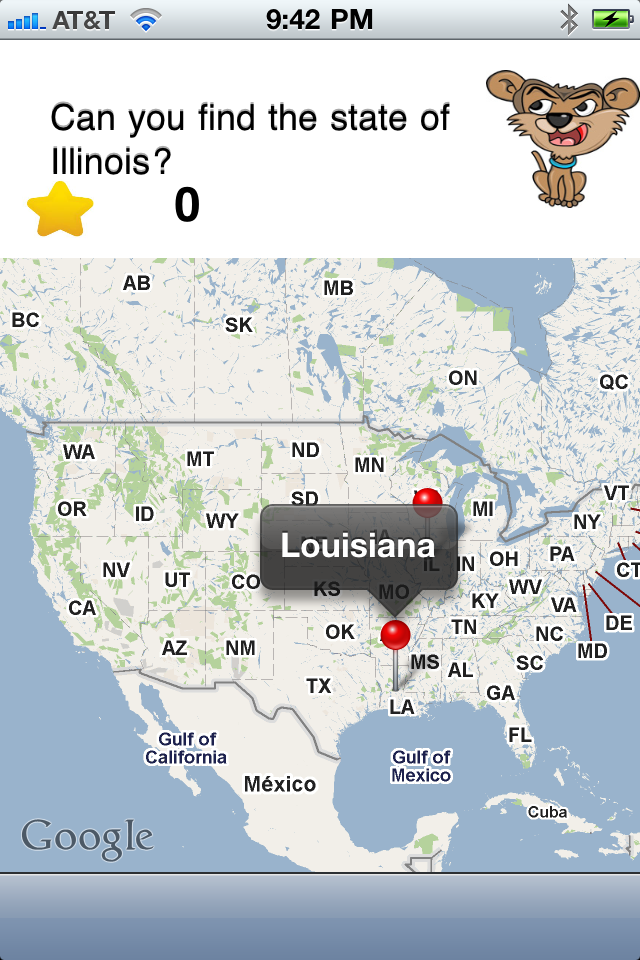 AT&T 9:42 PM
Can you find the state of
Illinois?
0
AB
MB
BC
SK
ON
QC
WA
MT
ND
MN
VT
OR
ID
WY
SD
MI
NY
Louisiana
NV
UT
CO
KS
MO
IL
IN
OH
PA
CT
CA
KY
WV
VA
DE
AZ
NM
OK
TN
NC
MD
MS
AL
SC
TX
LA
GA
FL
Gulf of
California
Gulf of
Mexico
México
Cuba
Google